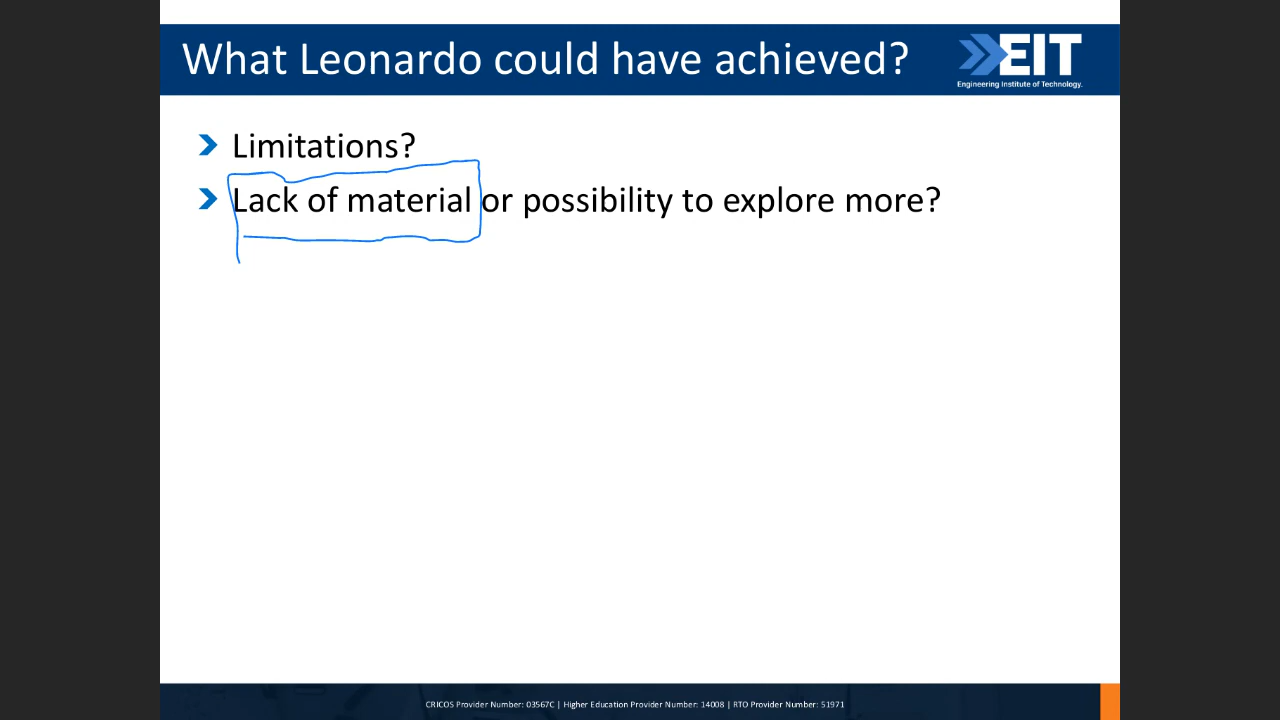 What Leonardo could have achieved?
EIT
Engineering Institute of Technology.
Limitations?
Lack of material or possibility to explore more?
CRICOS Provider Number: 03567C | Higher Education Provider Number: 14008 | RTO Provider Number: 51971